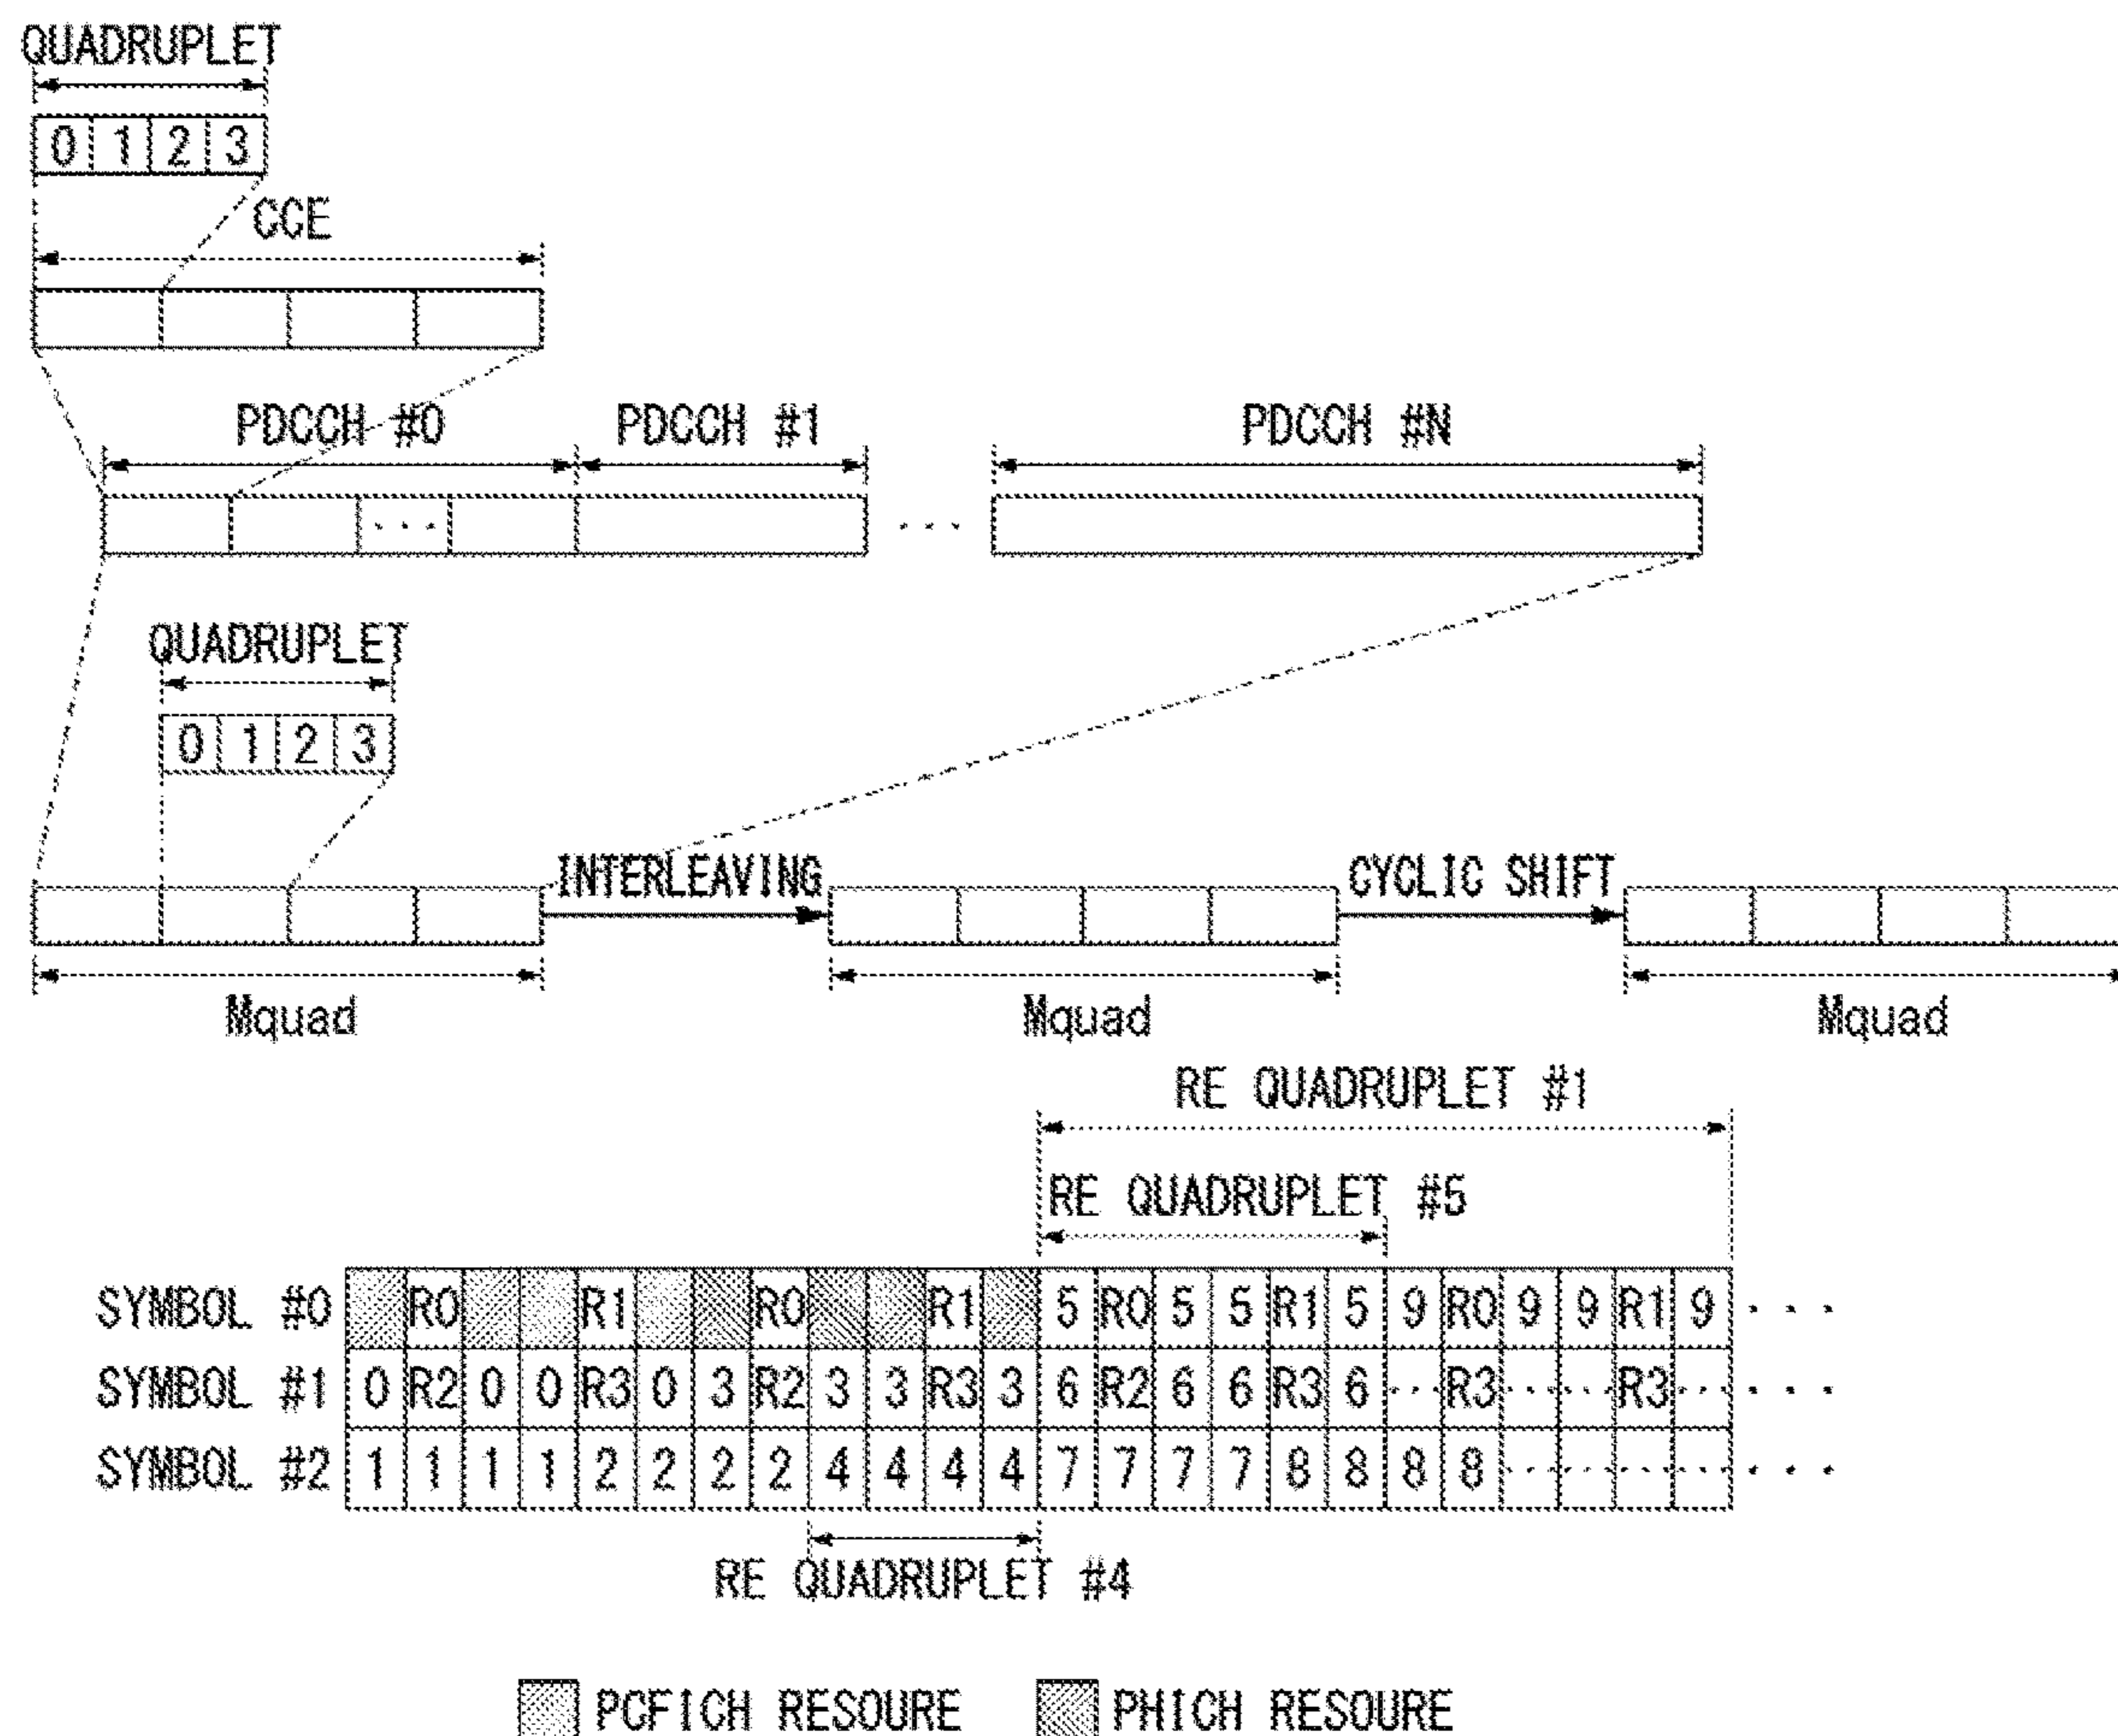 QUADRUPLET
0 1 2 3
CCE
PDCCH #0 PDCCH #1 PDCCH #N
... ...
QUADRUPLET
0 1 2 3
INTERLEAVING CYCLIC SHIFT
Mquad Mquad Mquad
RE QUADRUPLET #1
RE QUADRUPLET #5
SYMBOL #0 R0 R1 R0 R1 5 R0 5 5 R1 5 9 R0 9 9 R1 9 ...
SYMBOL #1 0 R2 0 0 R3 0 3 R2 3 3 R3 3 6 R2 6 6 R3 6 ... R3 ... R3 ...
SYMBOL #2 1 1 1 1 2 2 2 2 4 4 4 4 7 7 7 7 8 8 8 8 ...
RE QUADRUPLET #4
PCFICH RESOURE PHICH RESOURE